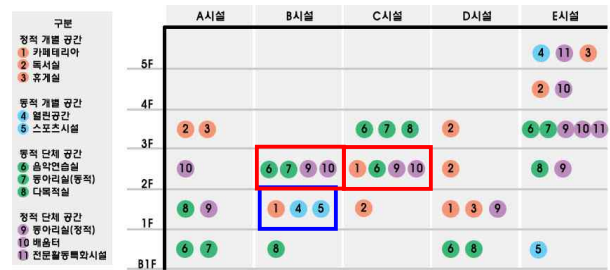 구분
정적 개별 공간
1 카페테리아
2 독서실
3 휴게실
동적 개별 공간
4 열린공간
5 스포츠시설
동적 단체 공간
6 음악연습실
7 동아리실(동적)
8 다목적실
정적 단체 공간
9 동아리실(정적)
10 배움터
11 전문활동특화시설
A시설 B시설 C시설 D시설 E시설
4 11 3
5F
2 10
4F
2 3 6 7 8 2 6 7 9 10 11
3F
10 6 7 9 10 1 6 9 10 2 8 9
2F
8 9 1 4 5 2 1 3 9
1F
6 7 8 6 8 5
B1F